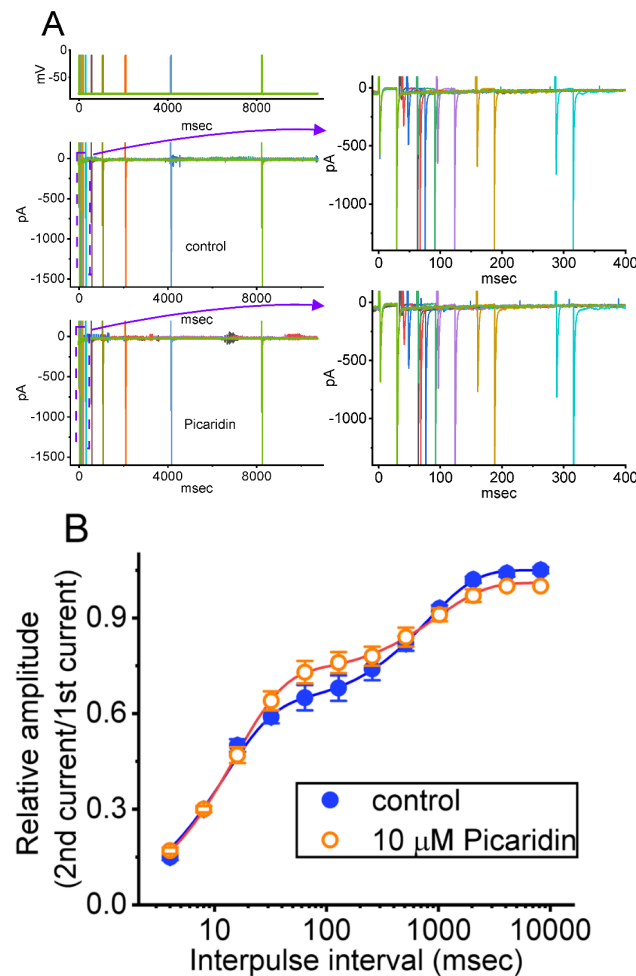 A
0
-50
mV
0
4000
8000
msec
0
-500
-1000
-1500
pA
control
0
4000
8000
msec
0
-500
-1000
-1500
pA
Picaridin
0
4000
8000
msec
0
-500
-1000
pA
0
100
200
300
400
msec
0
-500
-1000
pA
0
100
200
300
400
msec
B
0.9
0.6
0.3
0.0
Relative amplitude
(2nd current/1st current)
control
10 μM Picaridin
10
100
1000
10000
Interpulse interval (msec)